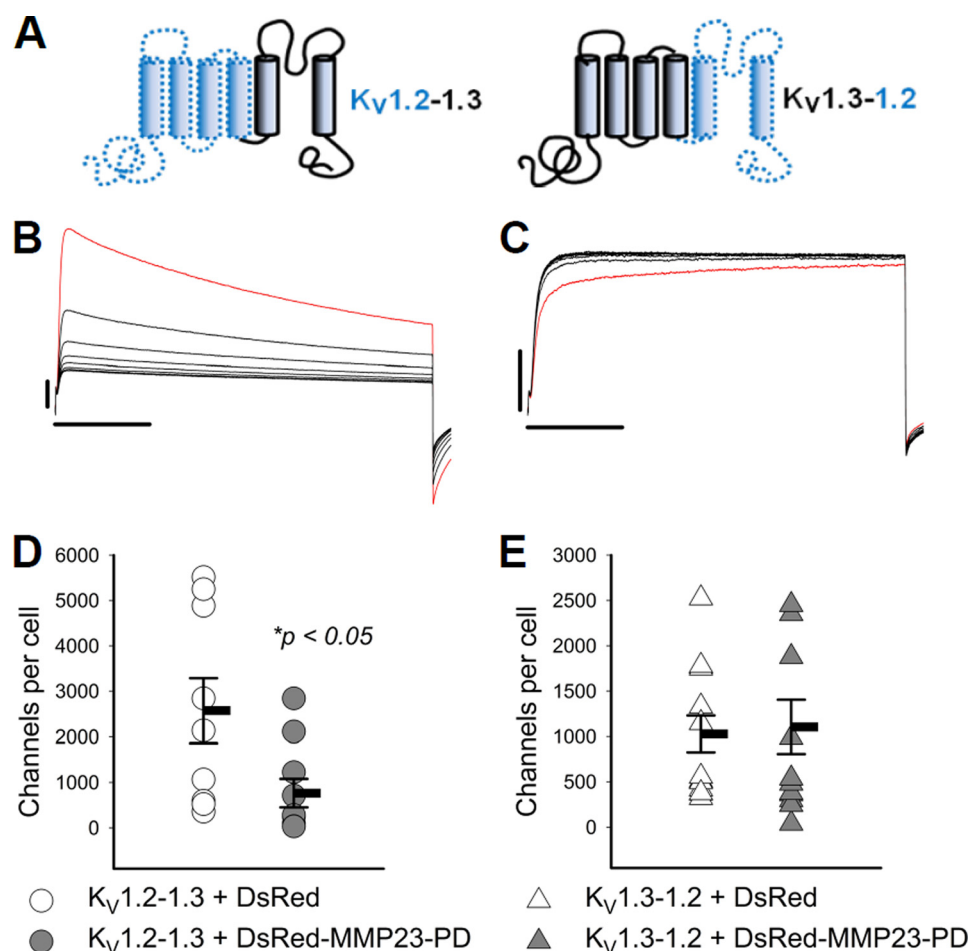 A
Kv1.2-1.3
Kv1.3-1.2
B
C
D
6000
5000
4000
3000
2000
1000
0
Channels per cell
*p < 0.05
E
3000
2500
2000
1500
1000
500
0
Channels per cell
Kv1.2-1.3 + DsRed
Kv1.2-1.3 + DsRed-MMP23-PD
Kv1.3-1.2 + DsRed
Kv1.3-1.2 + DsRed-MMP23-PD